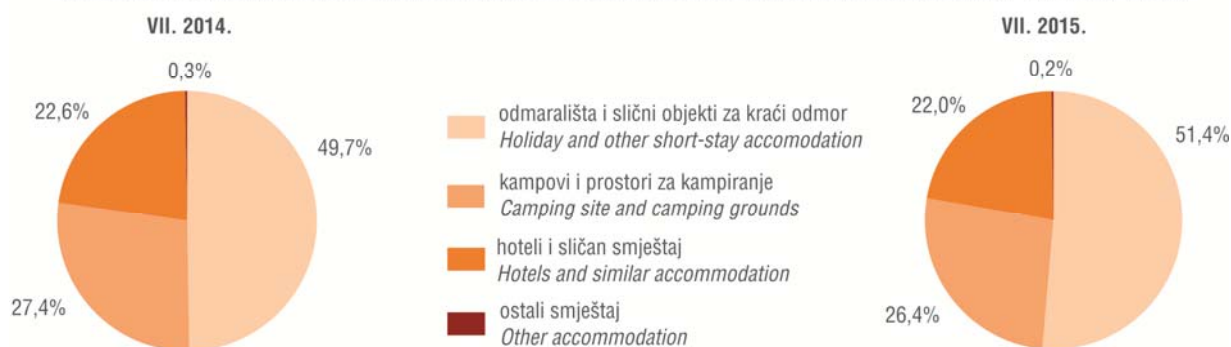 VII. 2014.
0,3%
22,6%
49,7%
27,4%
odmarališta i slični objekti za kraći odmor
Holiday and other short-stay accomodation
kampovi i prostori za kampiranje
Camping site and camping grounds
hoteli i sličan smještaj
Hotels and similar accommodation
ostali smještaj
Other accommodation
VII. 2015.
0,2%
22,0%
51,4%
26,4%